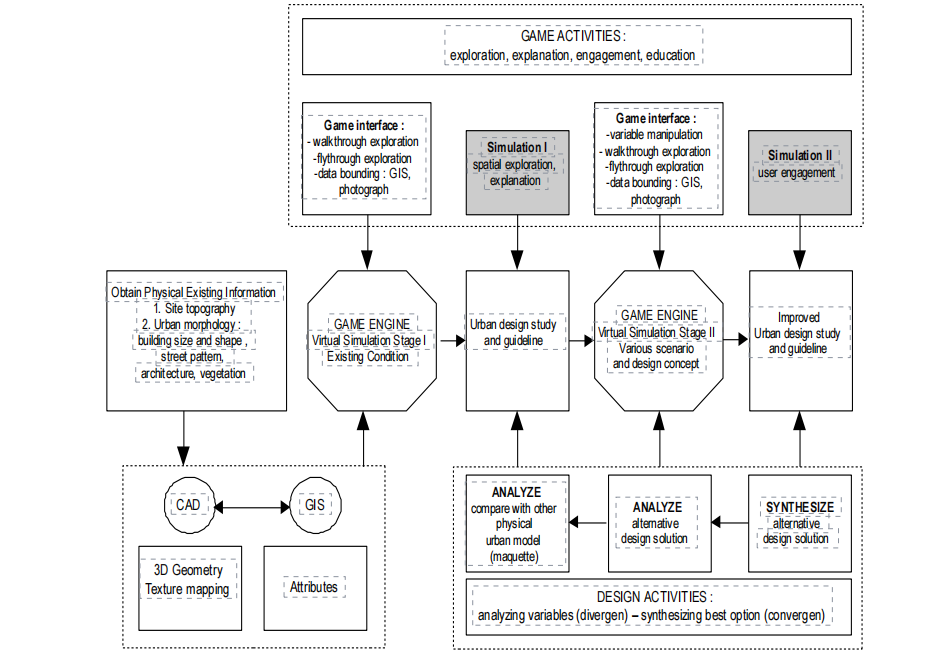 GAME ACTIVITIES :
exploration, explanation, engagement, education
Game interface :
- walkthrough exploration
-flythrough exploration
-data bounding : GIS,
photograph
Simulation I
spatial exploration,
explanation
Game interface :
-variable manipulation
- walkthrough exploration
-flythrough exploration
-data bounding : GIS,
photograph
Simulation II
user engagement
Obtain Physical Existing Information
1. Site topography
2. Urban morphology :
building size and shape ,
street pattern,
architecture, vegetation
GAME ENGINE
Virtual Simulation Stage I
Existing Condition
Urban design study
and guideline
GAME ENGINE
Virtual Simulation Stage II
Various scenario
and design concept
Improved
Urban design study
and guideline
CAD
GIS
3D Geometry
Texture mapping
Attributes
ANALYZE
compare with other
physical
urban model
(maquette)
ANALYZE
alternative
design solution
SYNTHESIZE
alternative
design solution
DESIGN ACTIVITIES :
analyzing variables (divergen) – synthesizing best option (convergen)